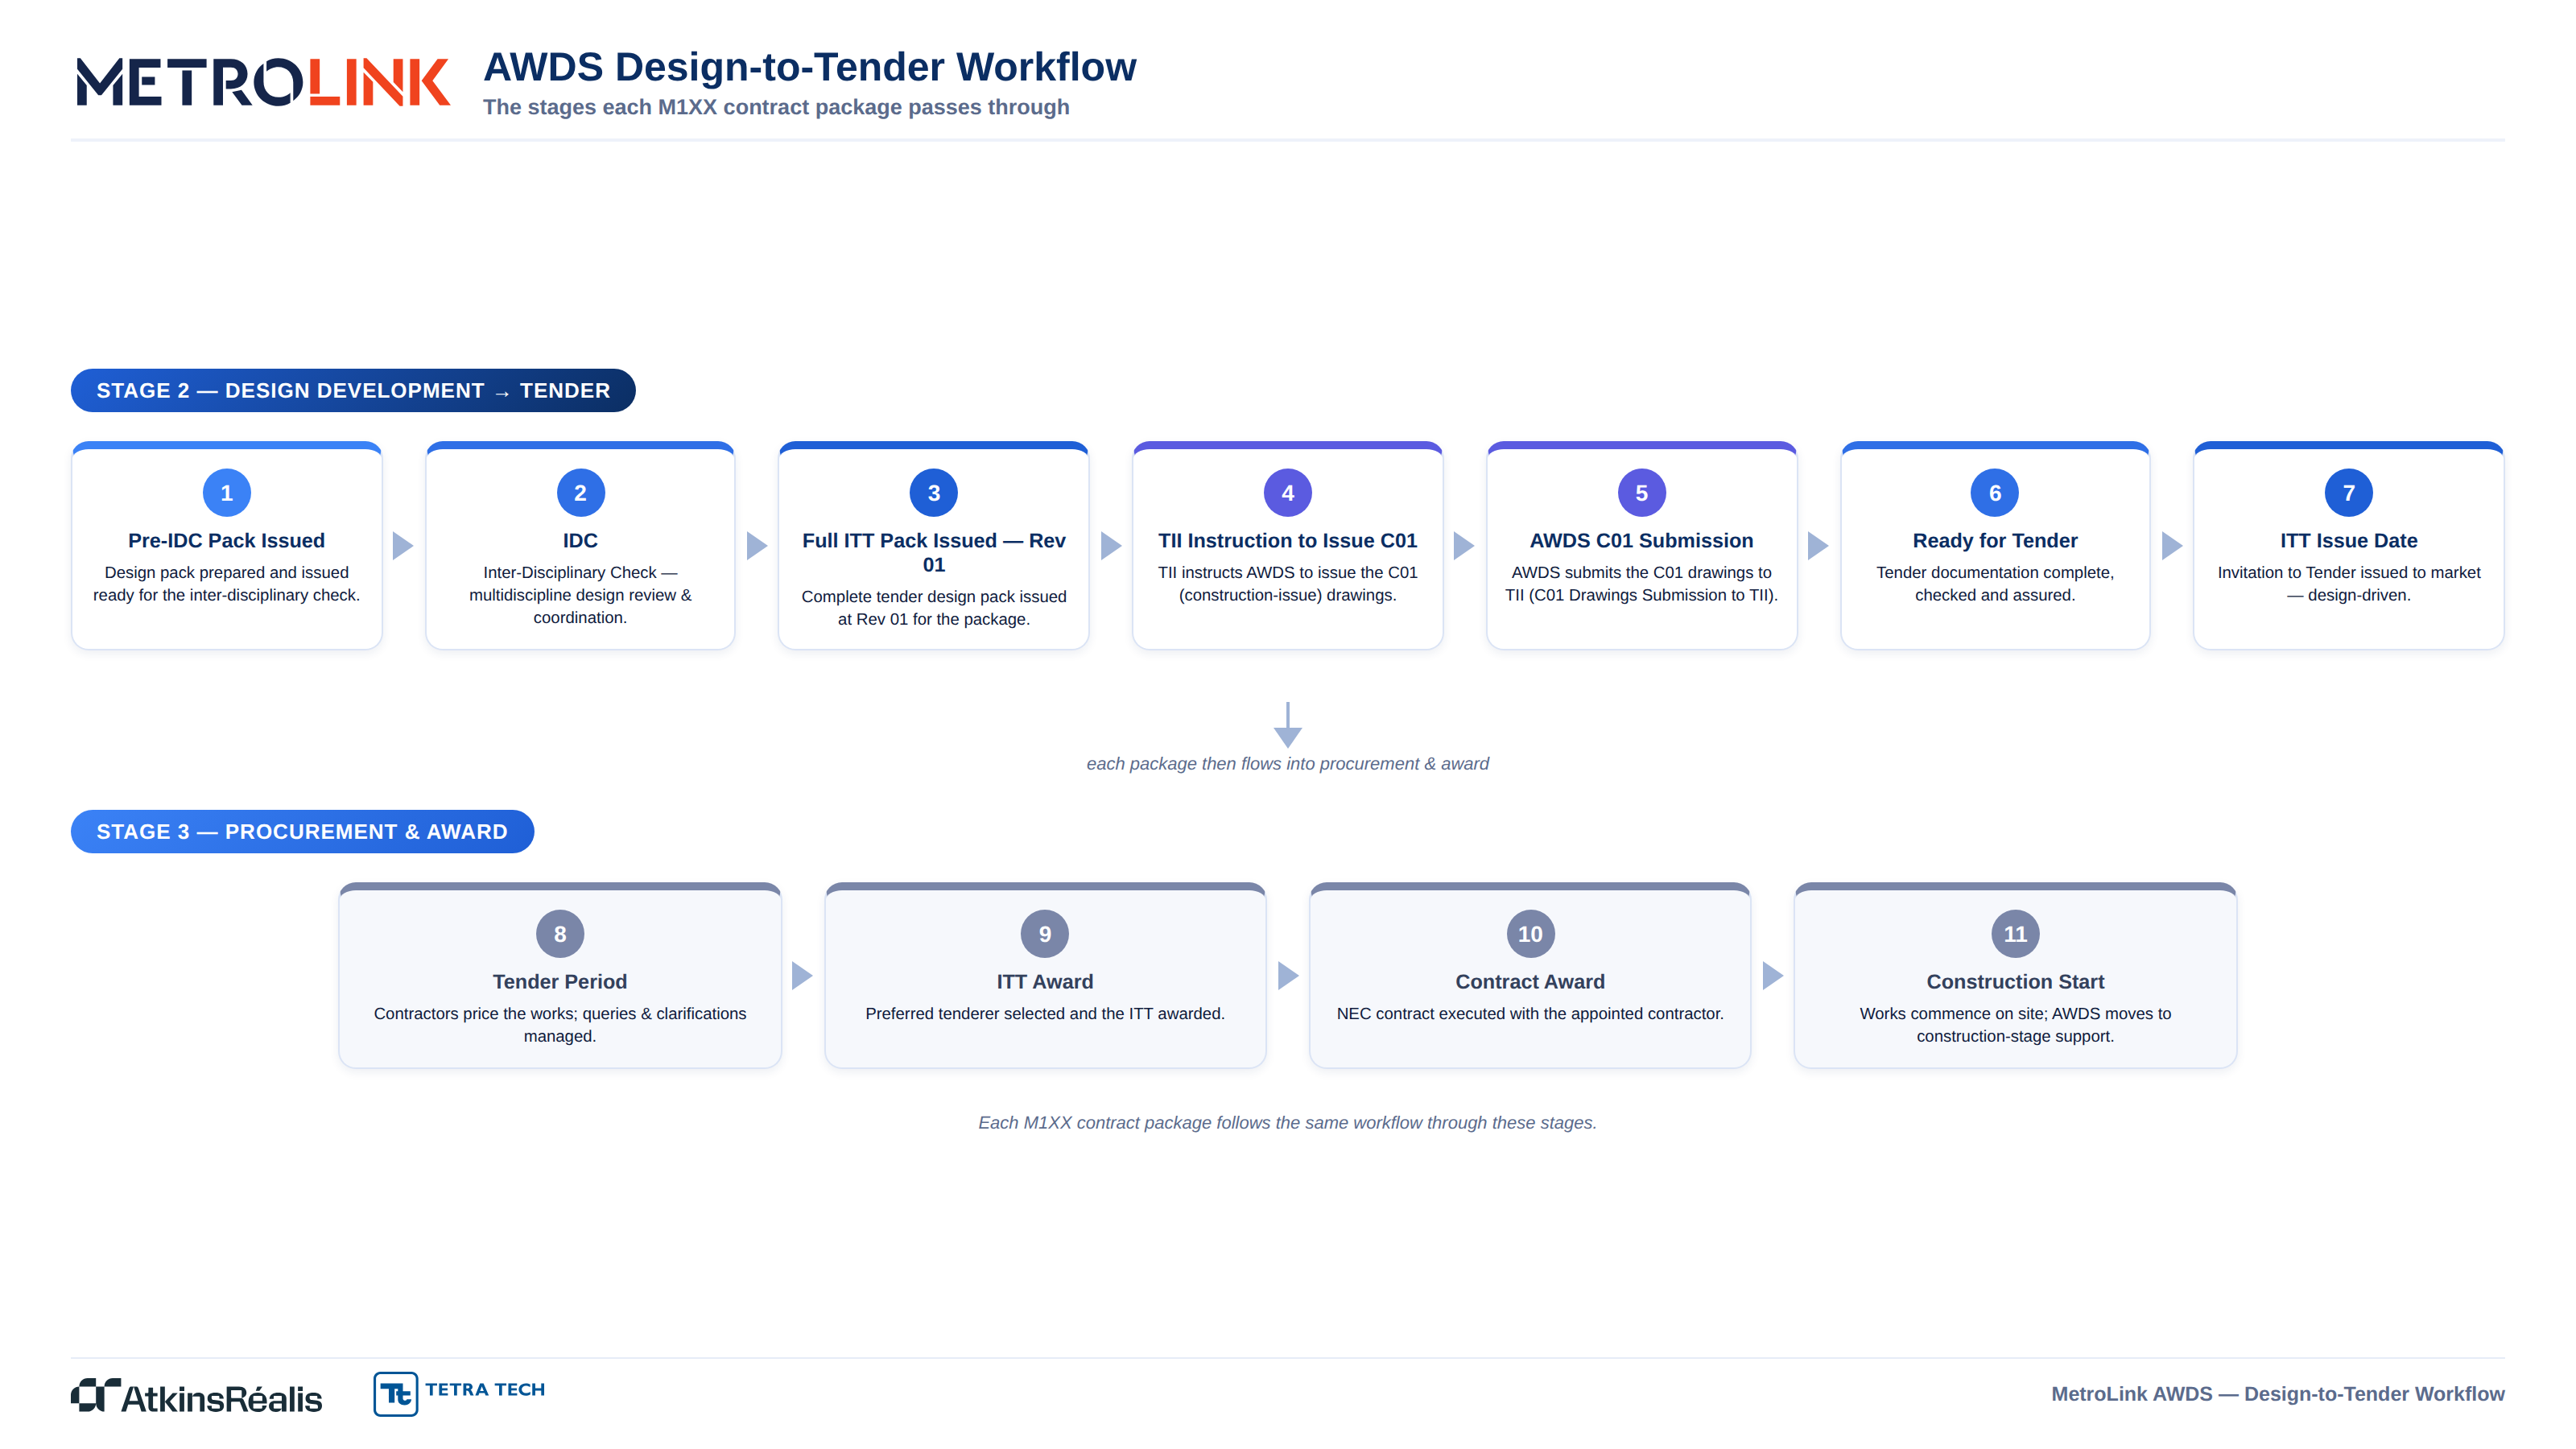 METROLINK
AWDS Design-to-Tender Workflow
The stages each M1XX contract package passes through
STAGE 2 — DESIGN DEVELOPMENT → TENDER
1
Pre-IDC Pack Issued
Design pack prepared and issued
ready for the inter-disciplinary check.
2
IDC
Inter-Disciplinary Check —
multidiscipline design review &
coordination.
3
Full ITT Pack Issued — Rev
01
Complete tender design pack issued
at Rev 01 for the package.
4
TII Instruction to Issue C01
TII instructs AWDS to issue the C01
(construction-issue) drawings.
5
AWDS C01 Submission
AWDS submits the C01 drawings to
TII (C01 Drawings Submission to TII).
6
Ready for Tender
Tender documentation complete,
checked and assured.
7
ITT Issue Date
Invitation to Tender issued to market
— design-driven.
each package then flows into procurement & award
STAGE 3 — PROCUREMENT & AWARD
8
Tender Period
Contractors price the works; queries & clarifications
managed.
9
ITT Award
Preferred tenderer selected and the ITT awarded.
10
Contract Award
NEC contract executed with the appointed contractor.
11
Construction Start
Works commence on site; AWDS moves to
construction-stage support.
Each M1XX contract package follows the same workflow through these stages.
AtkinsRéalis
Tt TETRA TECH
MetroLink AWDS — Design-to-Tender Workflow